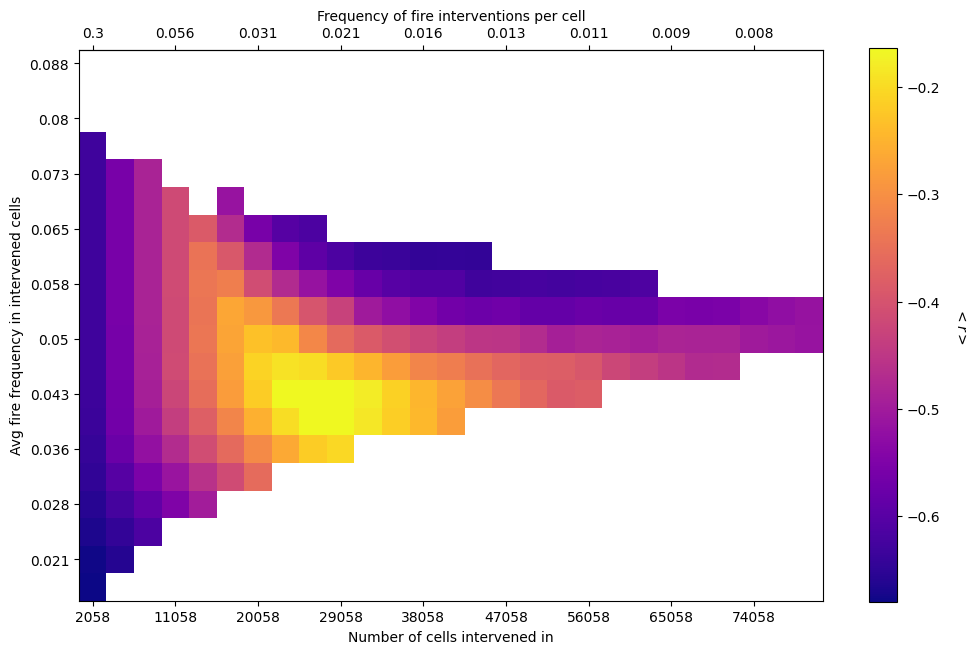 Frequency of fire interventions per cell
0.3 0.056 0.031 0.021 0.016 0.013 0.011 0.009 0.008
Avg fire frequency in intervened cells
0.088
0.08
0.073
0.065
0.058
0.05
0.043
0.036
0.028
0.021
2058 11058 20058 29058 38058 47058 56058 65058 74058
Number of cells intervened in
−0.2
−0.3
−0.4
−0.5
−0.6
< r >